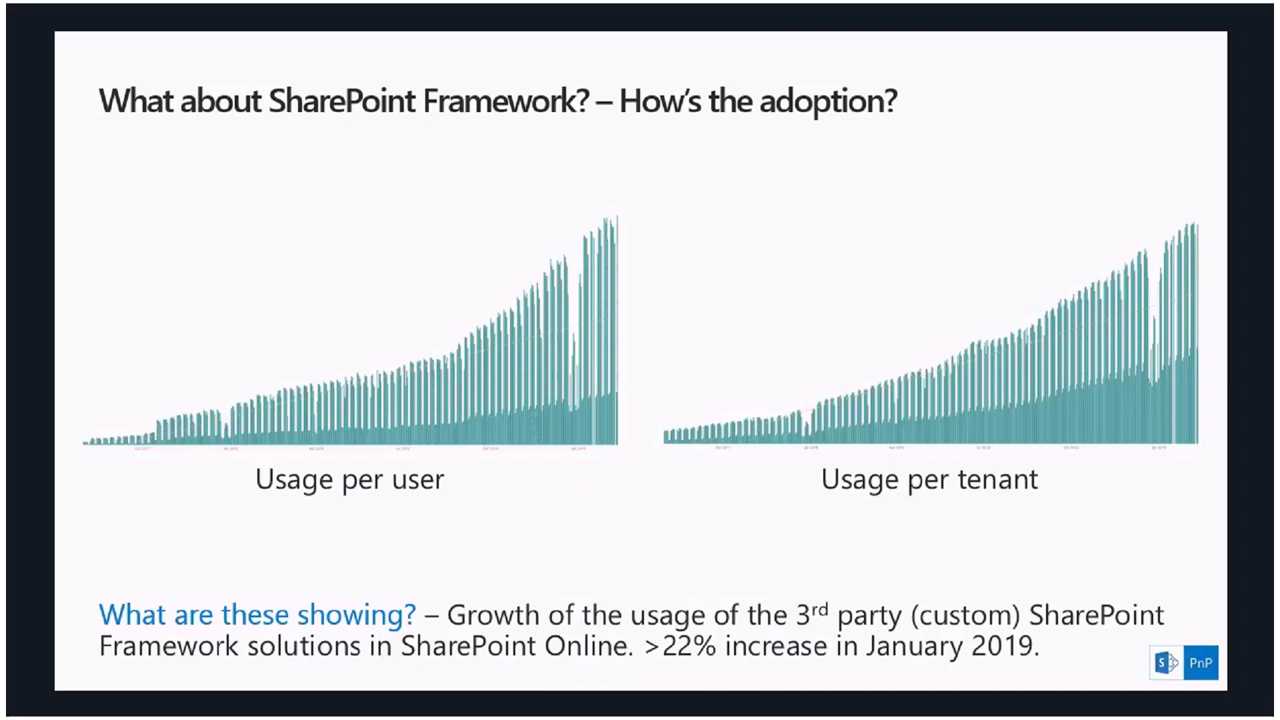 What about SharePoint Framework? – How's the adoption?
Usage per user
Usage per tenant
What are these showing? – Growth of the usage of the 3rd party (custom) SharePoint
Framework solutions in SharePoint Online. >22% increase in January 2019.
S
PnP